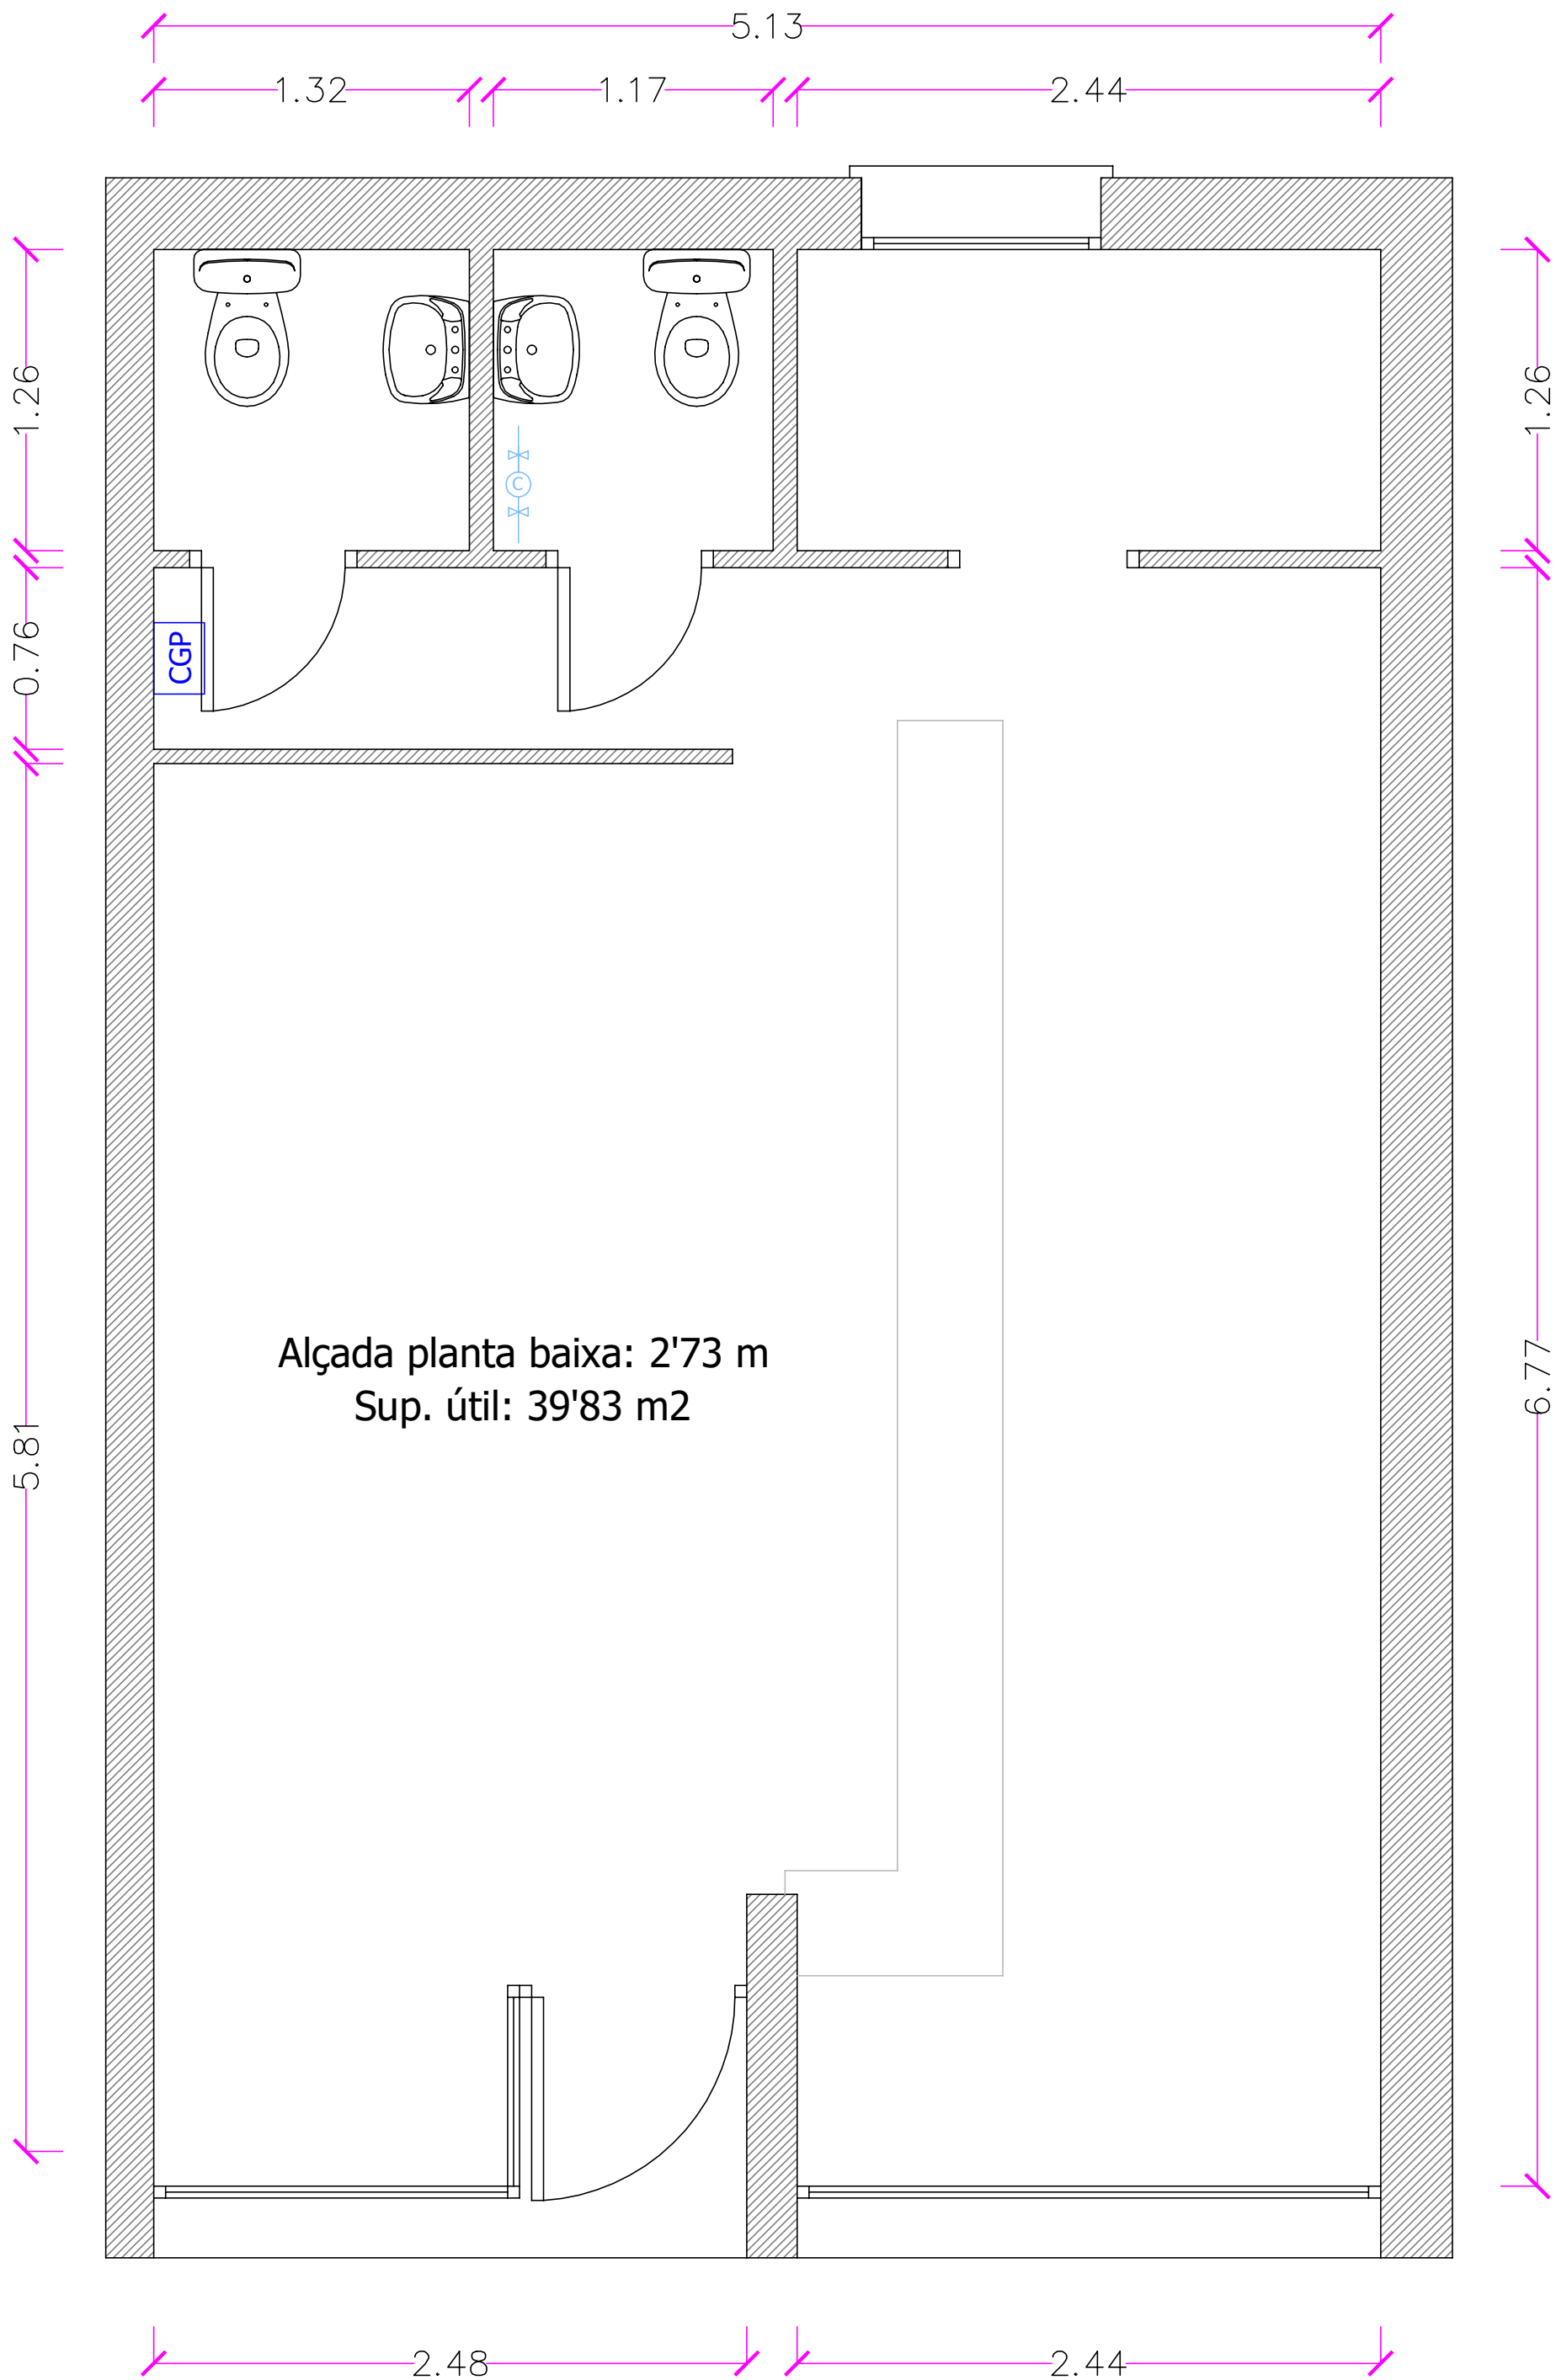 5.13
1.32
1.17
2.44
1.26
1.26
C
0.76
CGP
Alçada planta baixa: 2'73 m
Sup. útil: 39'83 m2
5.81
6.77
2.48
2.44